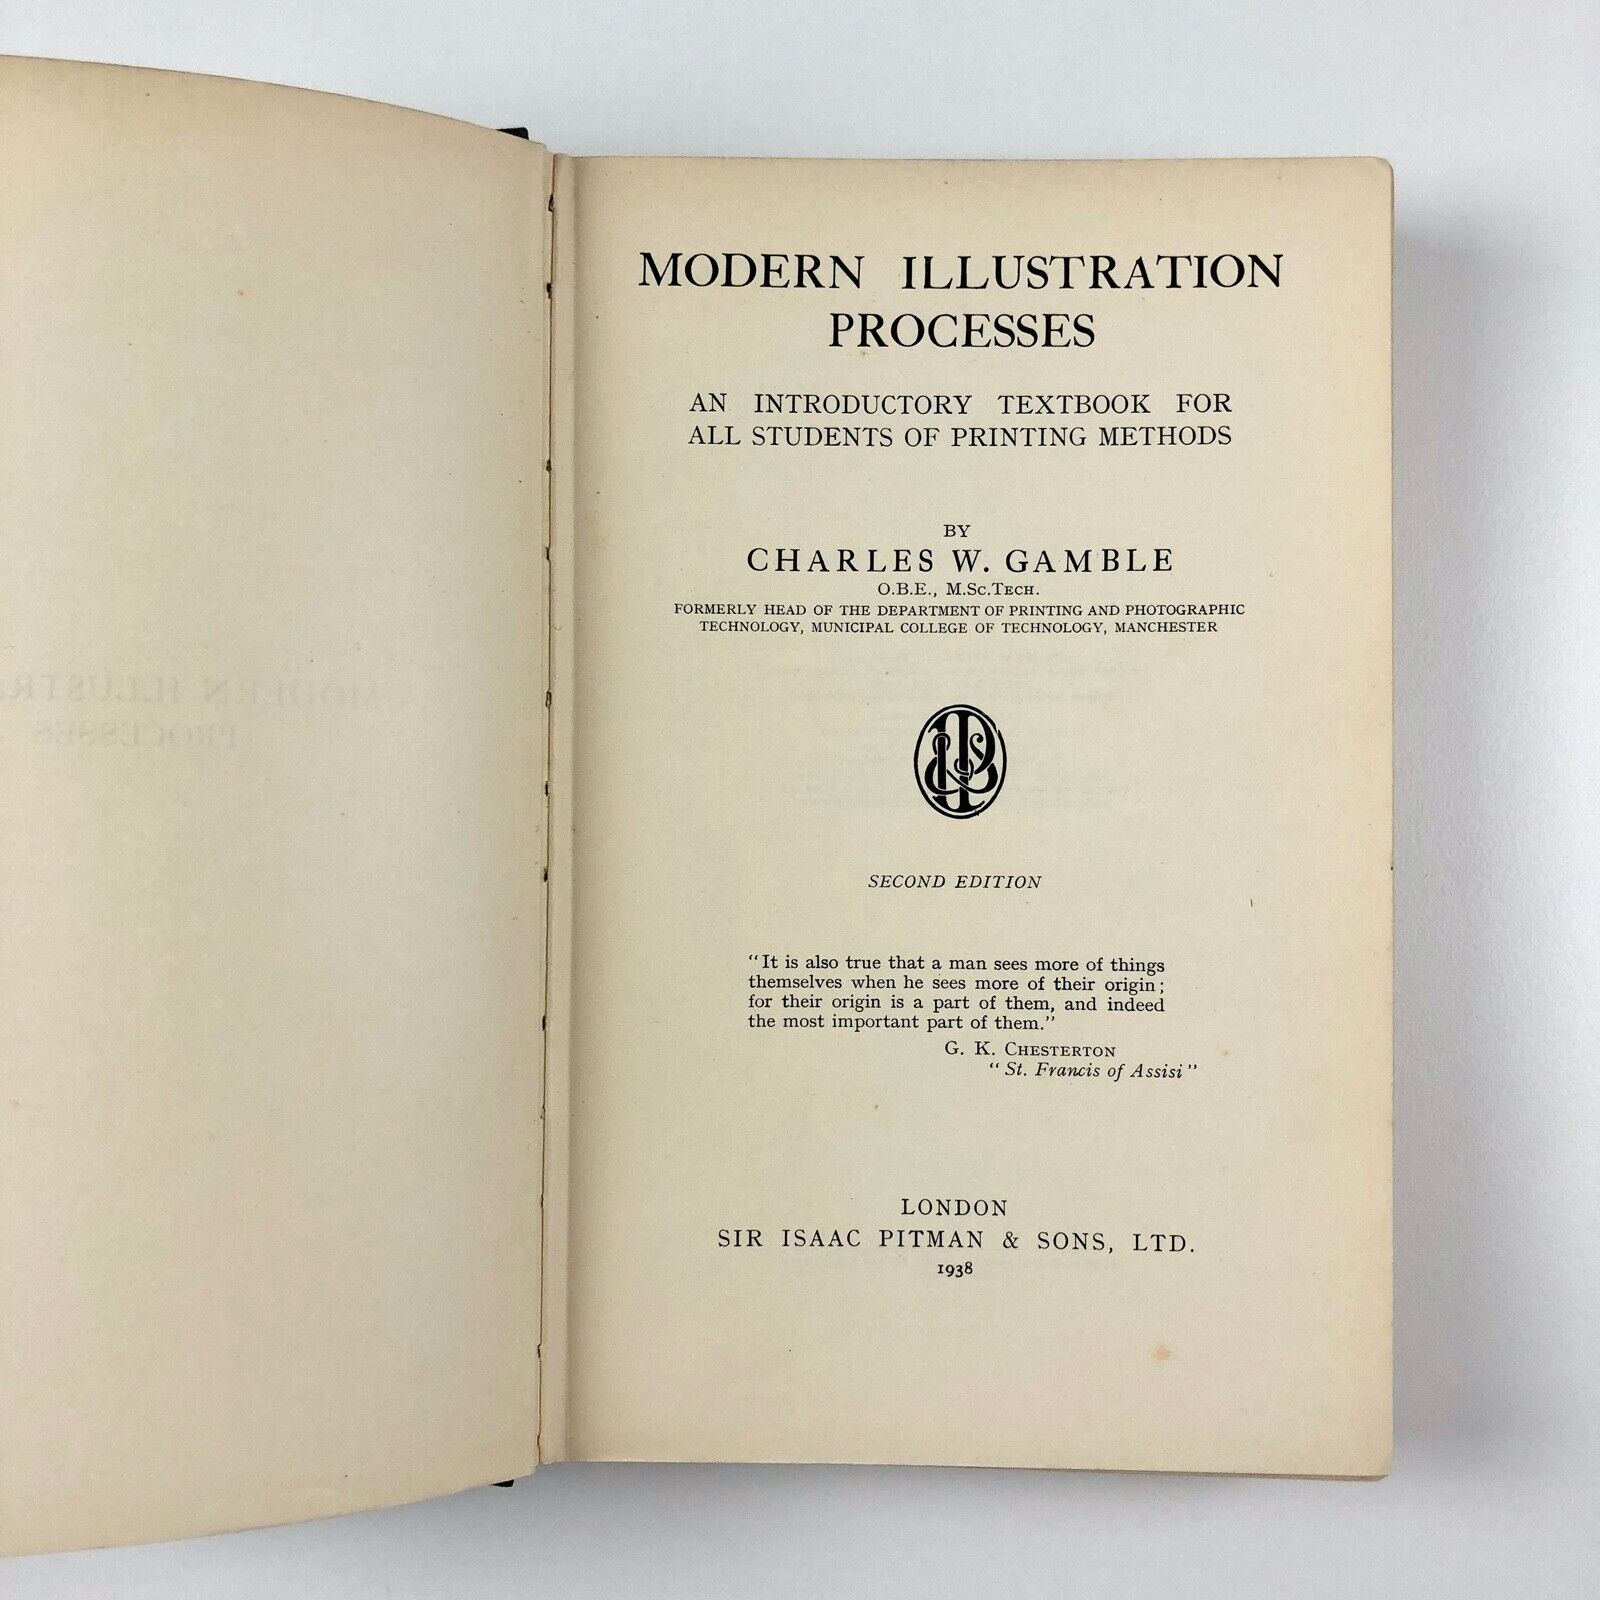 MODERN ILLUSTRATION
PROCESSES
AN INTRODUCTORY TEXTBOOK FOR
ALL STUDENTS OF PRINTING METHODS
BY
CHARLES W. GAMBLE
O.B.E., M.Sc.Tech.
FORMERLY HEAD OF THE DEPARTMENT OF PRINTING AND PHOTOGRAPHIC
TECHNOLOGY, MUNICIPAL COLLEGE OF TECHNOLOGY, MANCHESTER
SECOND EDITION
"It is also true that a man sees more of things
themselves when he sees more of their origin;
for their origin is a part of them, and indeed
the most important part of them."
G. K. CHESTERTON
"St. Francis of Assisi"
LONDON
SIR ISAAC PITMAN & SONS, LTD.
1938